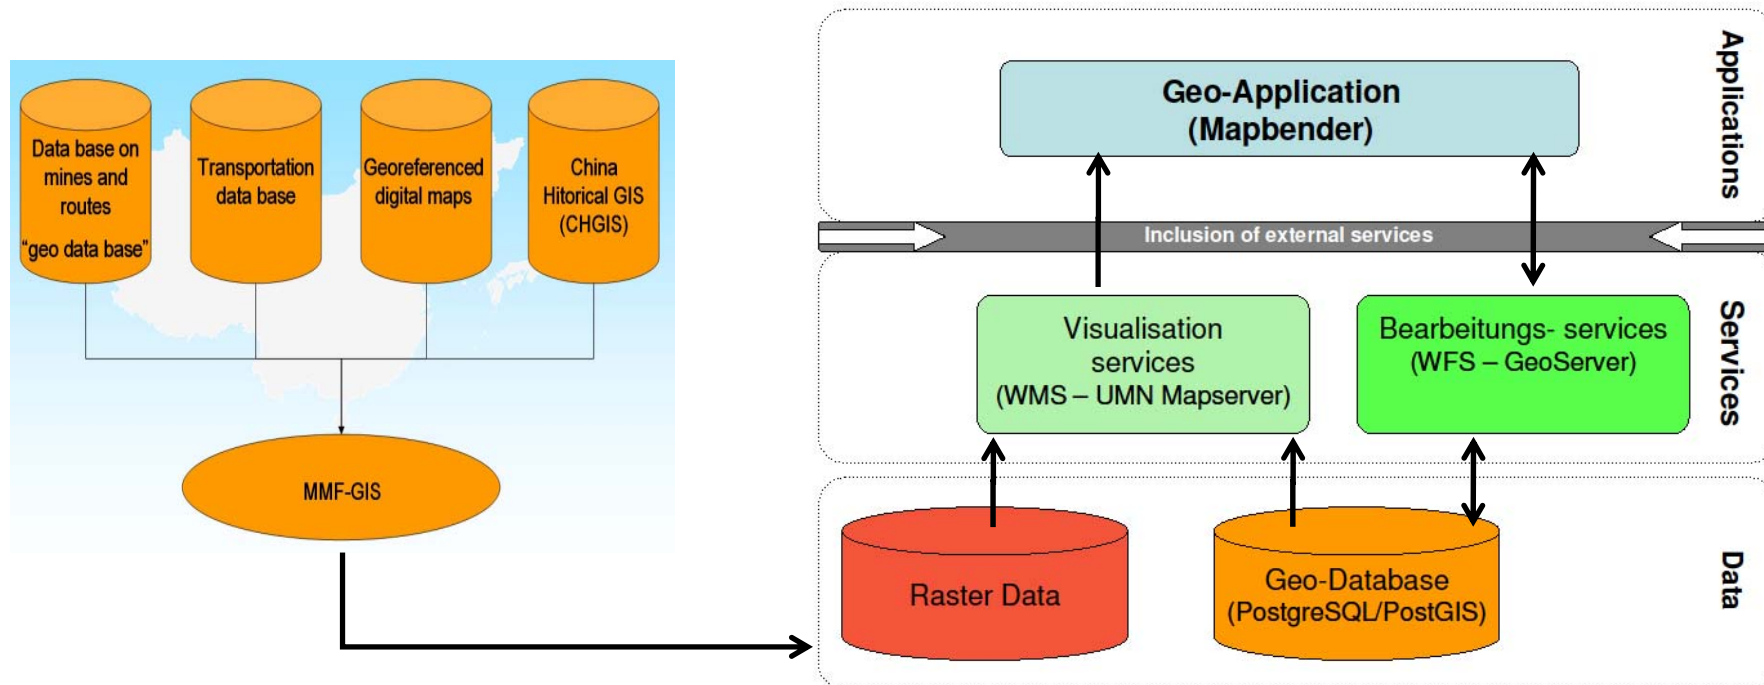 Data base on
mines and
routes
“geo data base”
Transportation
data base
Georeferenced
digital maps
China
Hitorical GIS
(CHGIS)
MMF-GIS
Applications
Geo-Application
(Mapbender)
Inclusion of external services
Services
Visualisation
services
(WMS – UMN Mapserver)
Bearbeitungs- services
(WFS – GeoServer)
Data
Raster Data
Geo-Database
(PostgreSQL/PostGIS)